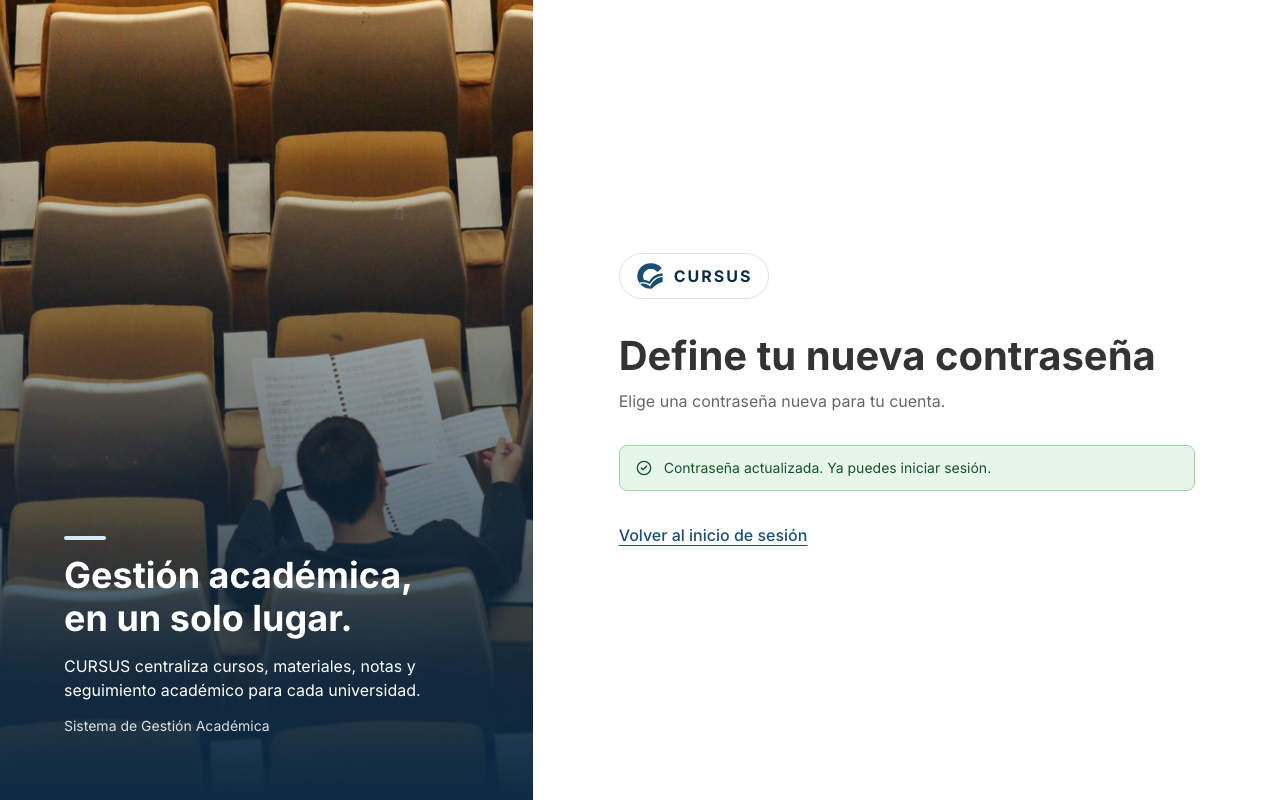 CURSUS
Define tu nueva contraseña
Elige una contraseña nueva para tu cuenta.
Contraseña actualizada. Ya puedes iniciar sesión.
Volver al inicio de sesión
Gestión académica,
en un solo lugar.
CURSUS centraliza cursos, materiales, notas y
seguimiento académico para cada universidad.
Sistema de Gestión Académica